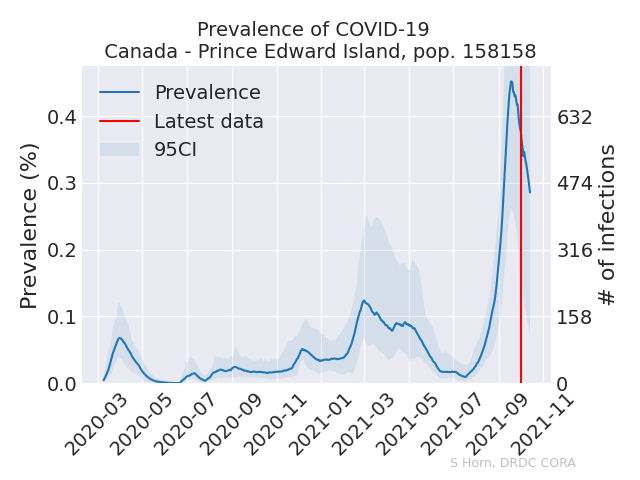 Prevalence of COVID-19
Canada - Prince Edward Island, pop. 158158
Prevalence
Latest data
95CI
Prevalence (%)
0.4
0.3
0.2
0.1
0.0
632
474
316
158
0
# of infections
2020-03
2020-05
2020-07
2020-09
2020-11
2021-01
2021-03
2021-05
2021-07
2021-09
2021-11
S Horn, DRDC CORA